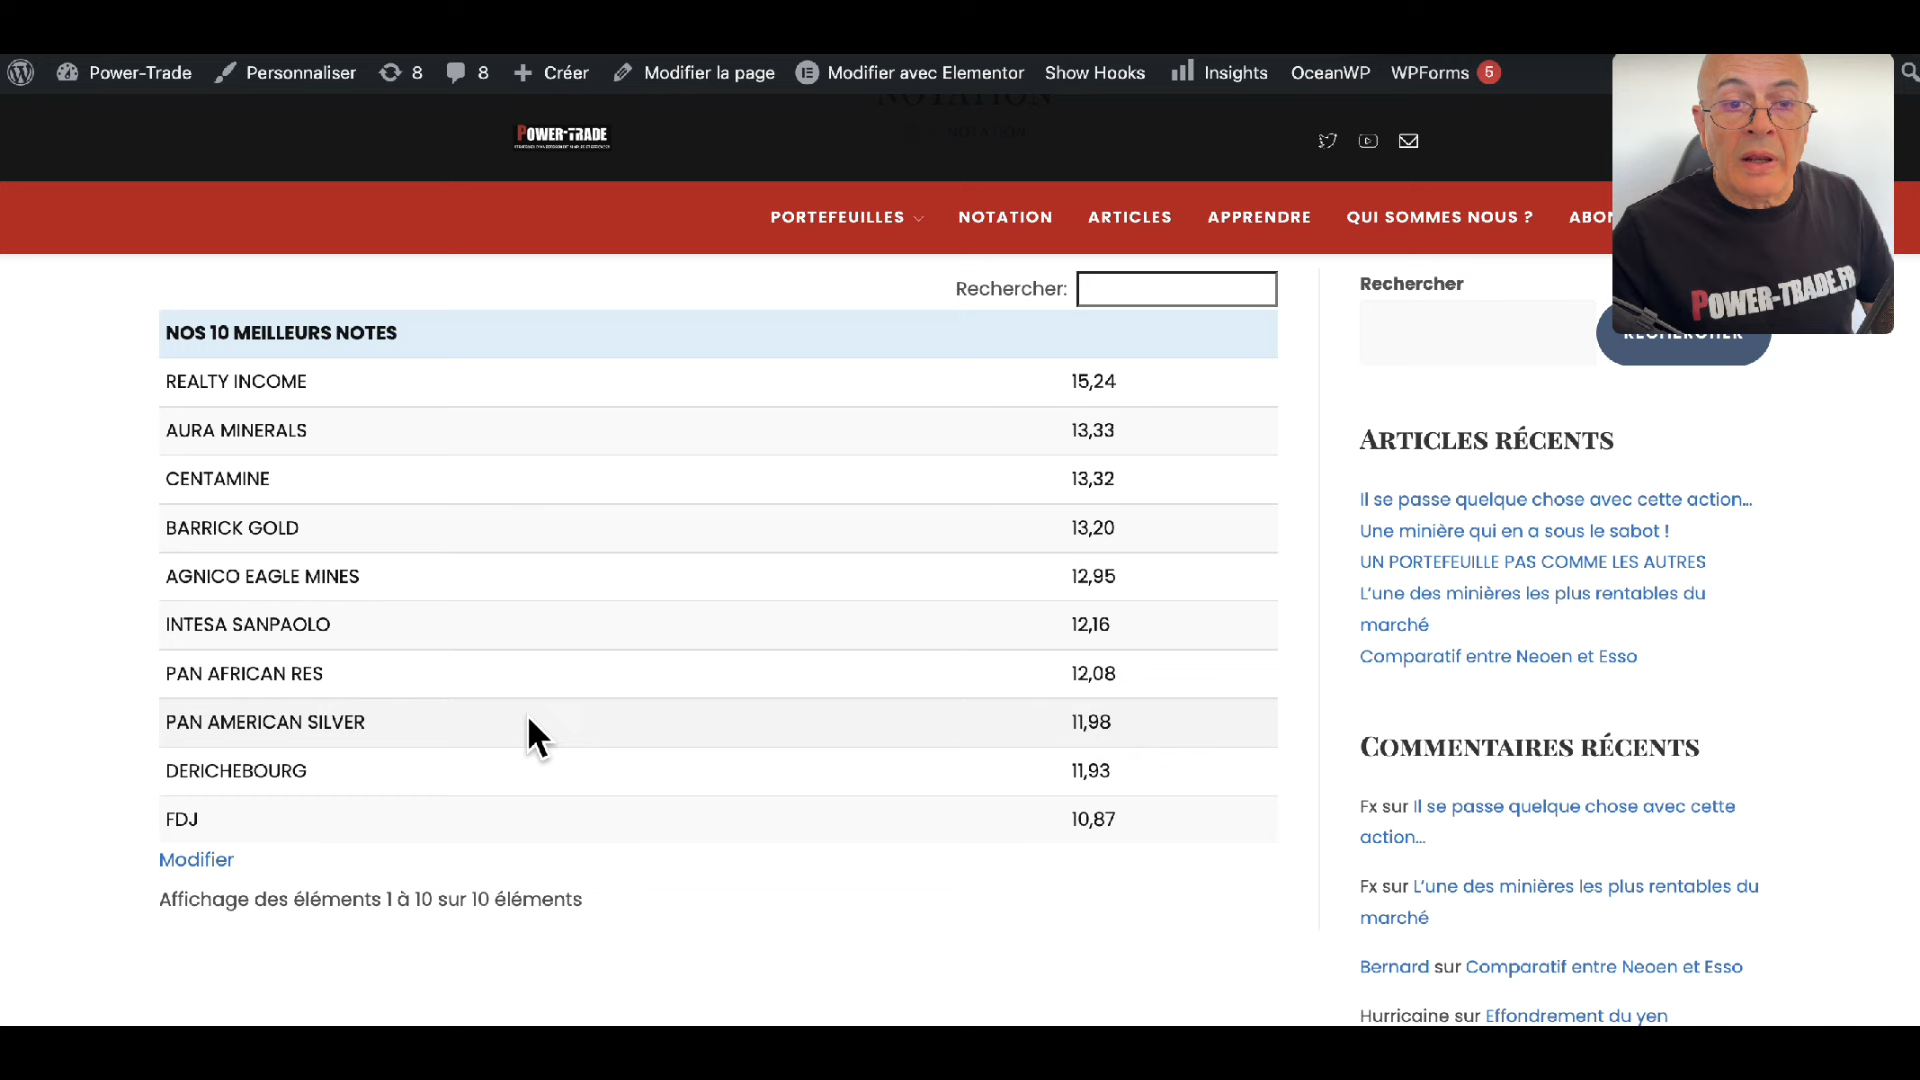 Power-Trade
Personnaliser
8
8
Créer
Modifier la page
Modifier avec Elementor
Show Hooks
Insights
OceanWP
WPForms
5
NOTATION
NOTATION
POWER-TRADE
PORTEFEUILLES
NOTATION
ARTICLES
APPRENDRE
QUI SOMMES NOUS ?
ABON
POWER-TRADE.FR
Rechercher:
NOS 10 MEILLEURS NOTES
REALTY INCOME 15,24
AURA MINERALS 13,33
CENTAMINE 13,32
BARRICK GOLD 13,20
AGNICO EAGLE MINES 12,95
INTESA SANPAOLO 12,16
PAN AFRICAN RES 12,08
PAN AMERICAN SILVER 11,98
DERICHEBOURG 11,93
FDJ 10,87
Modifier
Affichage des éléments 1 à 10 sur 10 éléments
Rechercher
RECHERCHER
Articles récents
Il se passe quelque chose avec cette action…
Une minière qui en a sous le sabot !
UN PORTEFEUILLE PAS COMME LES AUTRES
L’une des minières les plus rentables du
marché
Comparatif entre Neoen et Esso
Commentaires récents
Fx sur Il se passe quelque chose avec cette
action…
Fx sur L’une des minières les plus rentables du
marché
Bernard sur Comparatif entre Neoen et Esso
Hurricaine sur Effondrement du yen